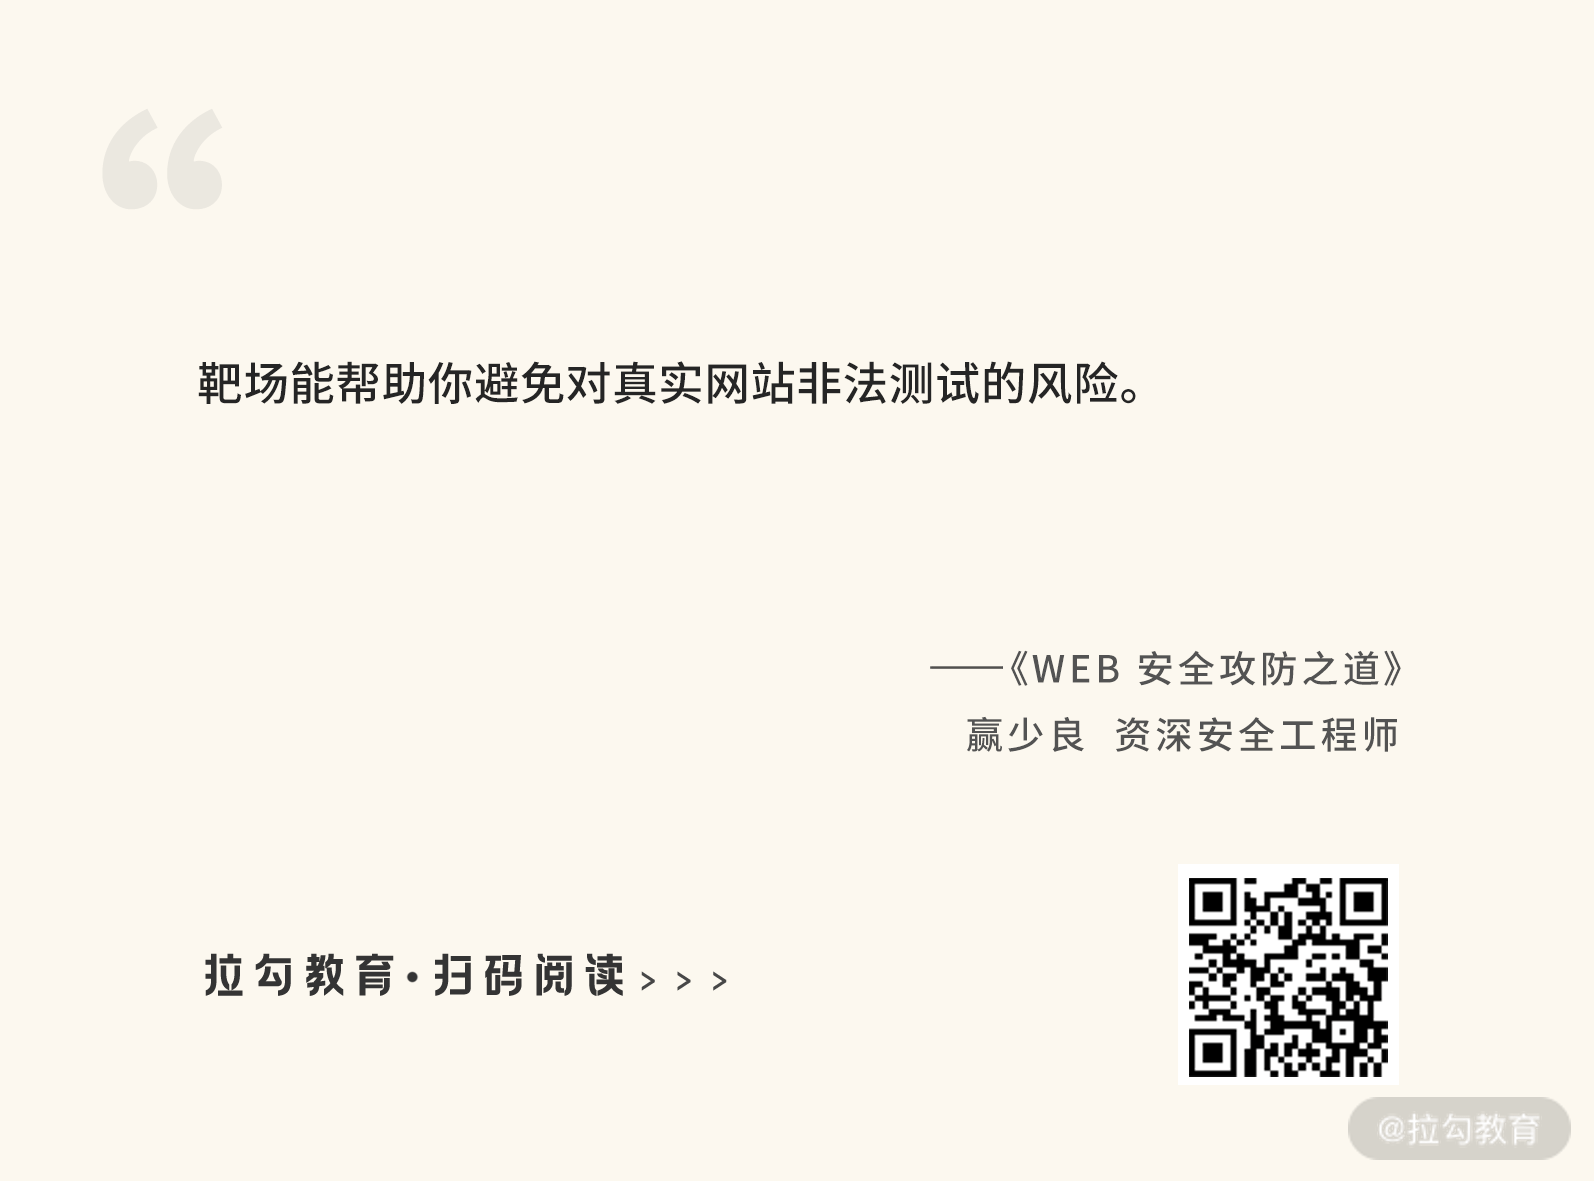 “
靶场能帮助你避免对真实网站非法测试的风险。
——《WEB 安全攻防之道》
赢少良 资深安全工程师
拉勾教育·扫码阅读 > > >
@拉勾教育